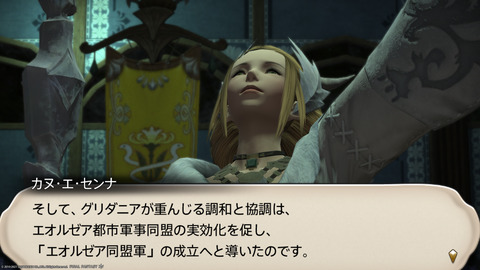 カヌ・エ・センナ
そして、グリダニアが重んじる調和と協調は、
エオルゼア都市軍事同盟の実効化を促し、
「エオルゼア同盟軍」の成立へと導いたのです。